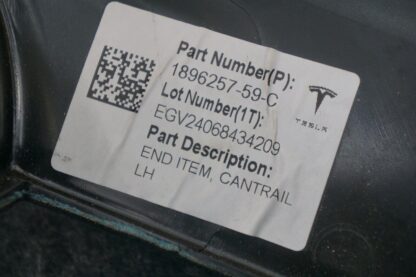 Part Number(P):
1896257-59-C
Lot Number(1T):
EGV24068434209
Part Description:
END ITEM, CANTRAIL
LH
TESLA